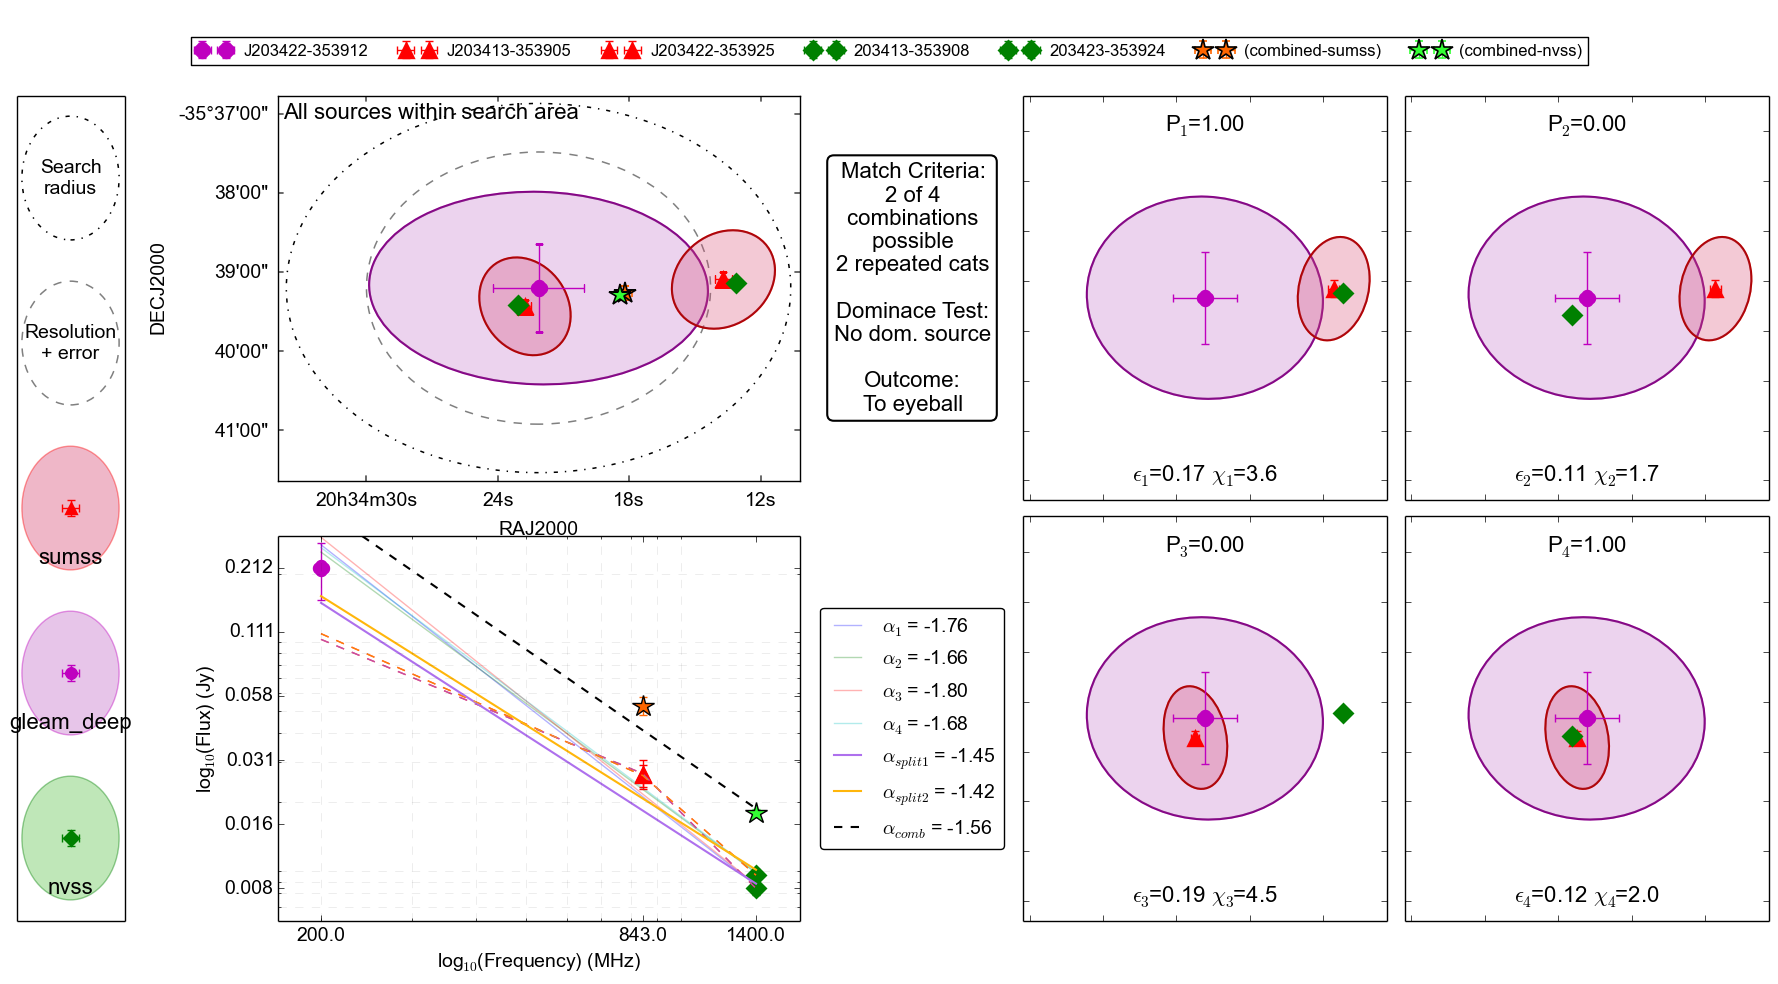 J203422-353912 J203413-353905 J203422-353925 203413-353908 203423-353924 (combined-sumss) (combined-nvss)
Search
radius
Resolution
+ error
sumss
gleam_deep
nvss
All sources within search area
DECJ2000
-35°37'00"
38'00"
39'00"
40'00"
41'00"
20h34m30s 24s 18s 12s
RAJ2000
Match Criteria:
2 of 4
combinations
possible
2 repeated cats
Dominace Test:
No dom. source
Outcome:
To eyeball
P1=1.00
ϵ1=0.17 χ1=3.6
P2=0.00
ϵ2=0.11 χ2=1.7
P3=0.00
ϵ3=0.19 χ3=4.5
P4=1.00
ϵ4=0.12 χ4=2.0
log10(Flux) (Jy)
0.212
0.111
0.058
0.031
0.016
0.008
200.0 843.0 1400.0
log10(Frequency) (MHz)
α1 = -1.76
α2 = -1.66
α3 = -1.80
α4 = -1.68
αsplit1 = -1.45
αsplit2 = -1.42
αcomb = -1.56